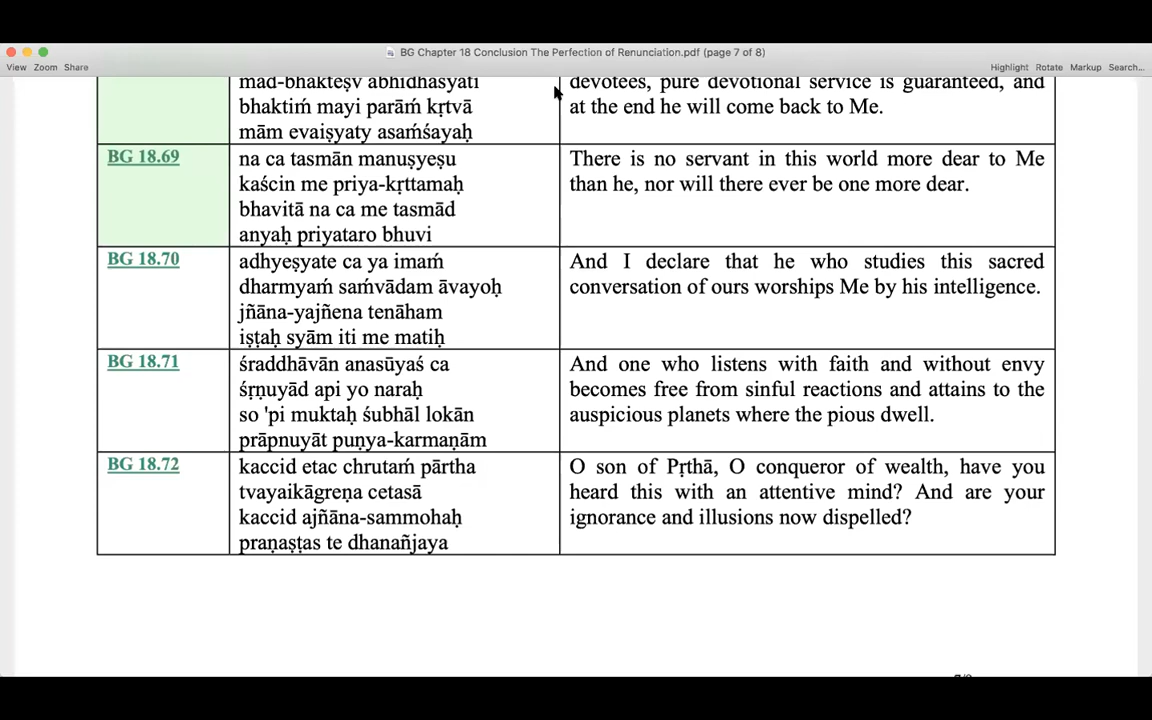 BG Chapter 18 Conclusion The Perfection of Renunciation.pdf (page 7 of 8)
View Zoom Share
Highlight Rotate Markup Search...
mad-bhakteṣv abhidhāsyati
bhaktiṁ mayi parāṁ kṛtvā
mām evaiṣyaty asaṁśayaḥ
devotees, pure devotional service is guaranteed, and
at the end he will come back to Me.
BG 18.69
na ca tasmān manuṣyeṣu
kaścin me priya-kṛttamaḥ
bhavitā na ca me tasmād
anyaḥ priyataro bhuvi
There is no servant in this world more dear to Me
than he, nor will there ever be one more dear.
BG 18.70
adhyeṣyate ca ya imaṁ
dharmyaṁ saṁvādam āvayoḥ
jñāna-yajñena tenāham
iṣṭaḥ syām iti me matiḥ
And I declare that he who studies this sacred
conversation of ours worships Me by his intelligence.
BG 18.71
śraddhāvān anasūyaś ca
śṛṇuyād api yo naraḥ
so 'pi muktaḥ śubhāl lokān
prāpnuyāt puṇya-karmaṇām
And one who listens with faith and without envy
becomes free from sinful reactions and attains to the
auspicious planets where the pious dwell.
BG 18.72
kaccid etac chrutaṁ pārtha
tvayaikāgreṇa cetasā
kaccid ajñāna-sammohaḥ
praṇaṣṭas te dhanañjaya
O son of Pṛthā, O conqueror of wealth, have you
heard this with an attentive mind? And are your
ignorance and illusions now dispelled?